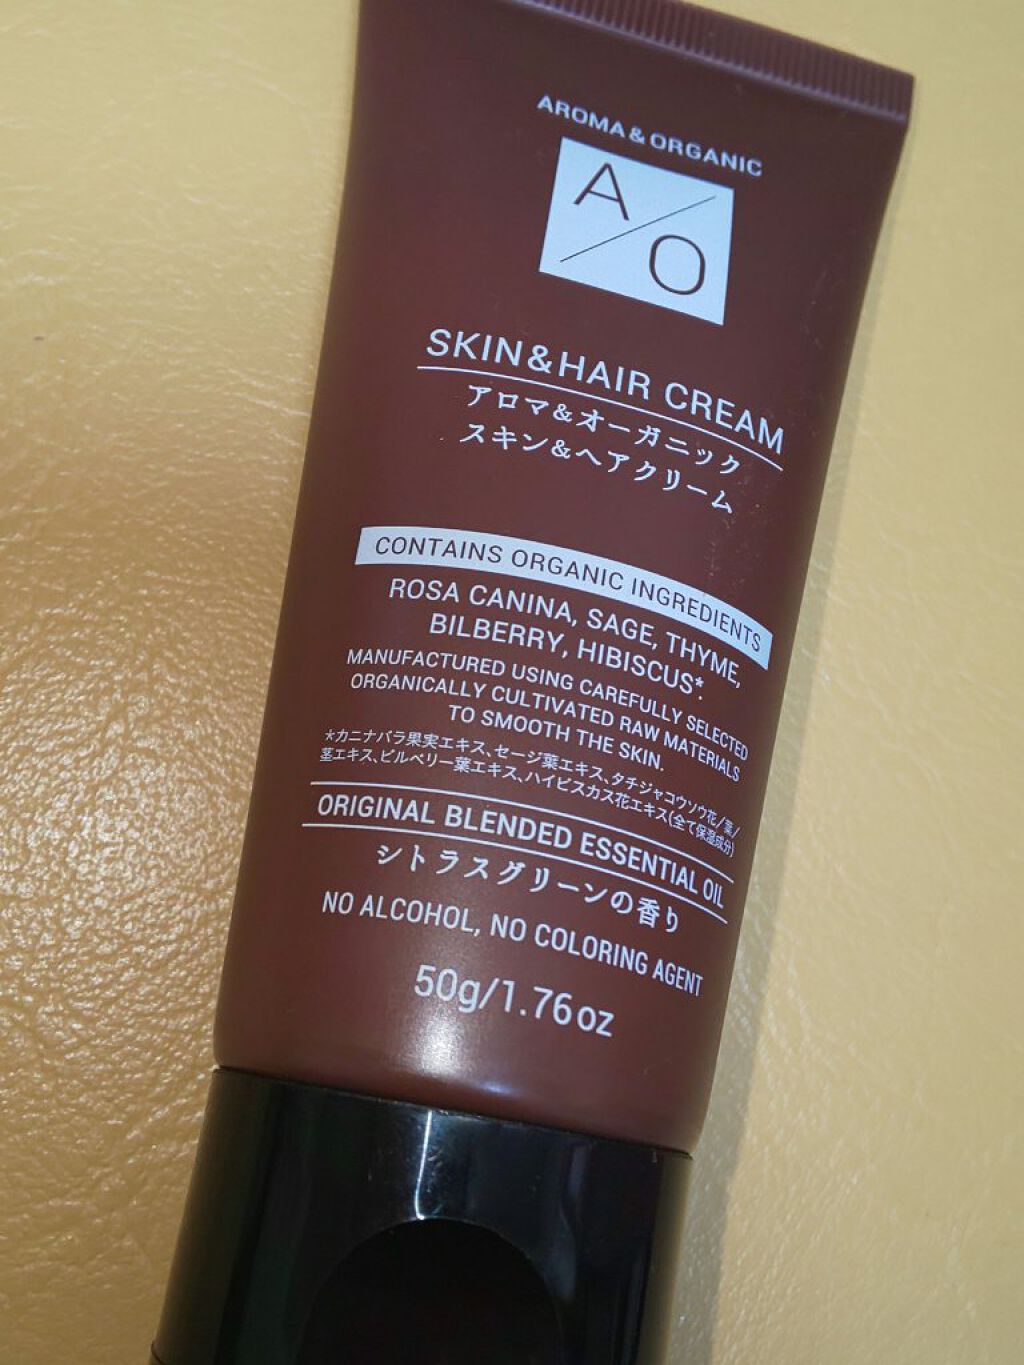 AROMA & ORGANIC
A/O
SKIN&HAIR CREAM
アロマ&オーガニック
スキン&ヘアクリーム
CONTAINS ORGANIC INGREDIENTS
ROSA CANINA, SAGE, THYME,
BILBERRY, HIBISCUS*.
MANUFACTURED USING CAREFULLY SELECTED
ORGANICALLY CULTIVATED RAW MATERIALS
TO SMOOTH THE SKIN.
*カニナバラ果実エキス、セージ葉エキス、タチジャコウソウ花/葉/
茎エキス、ビルベリー葉エキス、ハイビスカス花エキス(全て保湿成分)
ORIGINAL BLENDED ESSENTIAL OIL
シトラスグリーンの香り
NO ALCOHOL, NO COLORING AGENT
50g/1.76oz